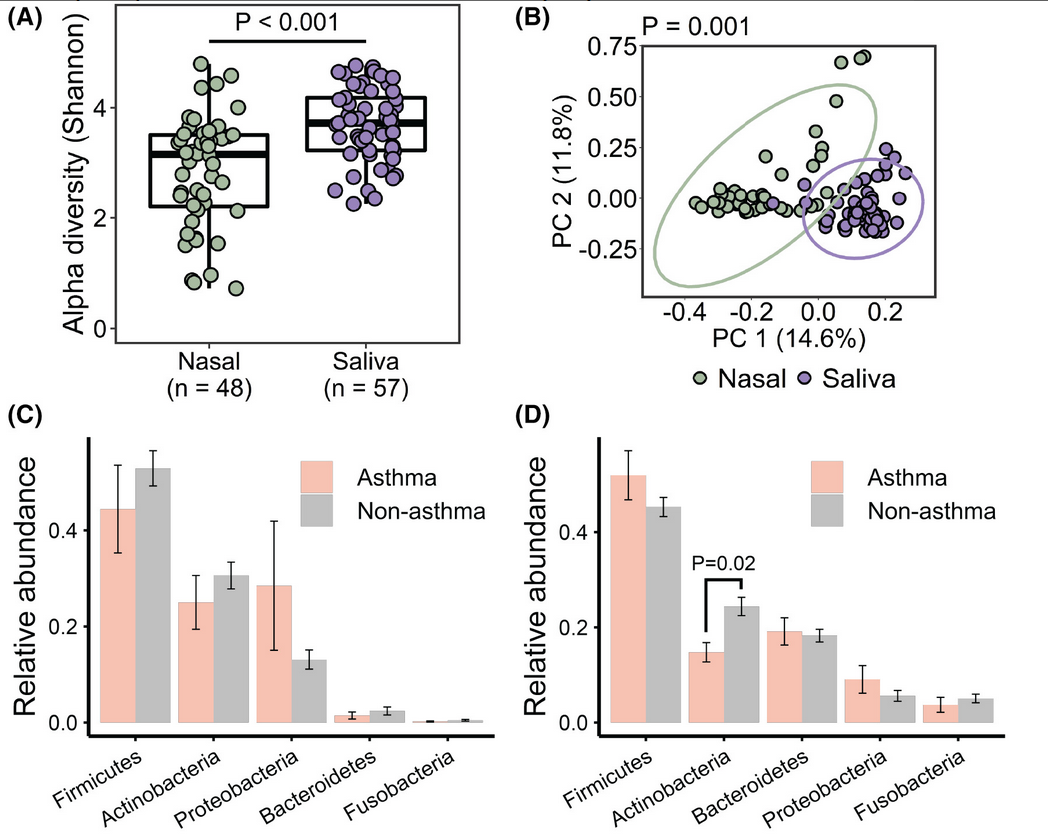 (A)
P < 0.001
Alpha diversity (Shannon)
4
2
0
Nasal
(n = 48)
Saliva
(n = 57)
(B)
P = 0.001
PC 2 (11.8%)
0.75
0.50
0.25
0.00
-0.25
-0.4 -0.2 0.0 0.2
PC 1 (14.6%)
Nasal Saliva
(C)
Relative abundance
0.4
0.2
0.0
Asthma
Non-asthma
Firmicutes
Actinobacteria
Proteobacteria
Bacteroidetes
Fusobacteria
(D)
Relative abundance
0.4
0.2
0.0
Asthma
Non-asthma
P=0.02
Firmicutes
Actinobacteria
Bacteroidetes
Proteobacteria
Fusobacteria